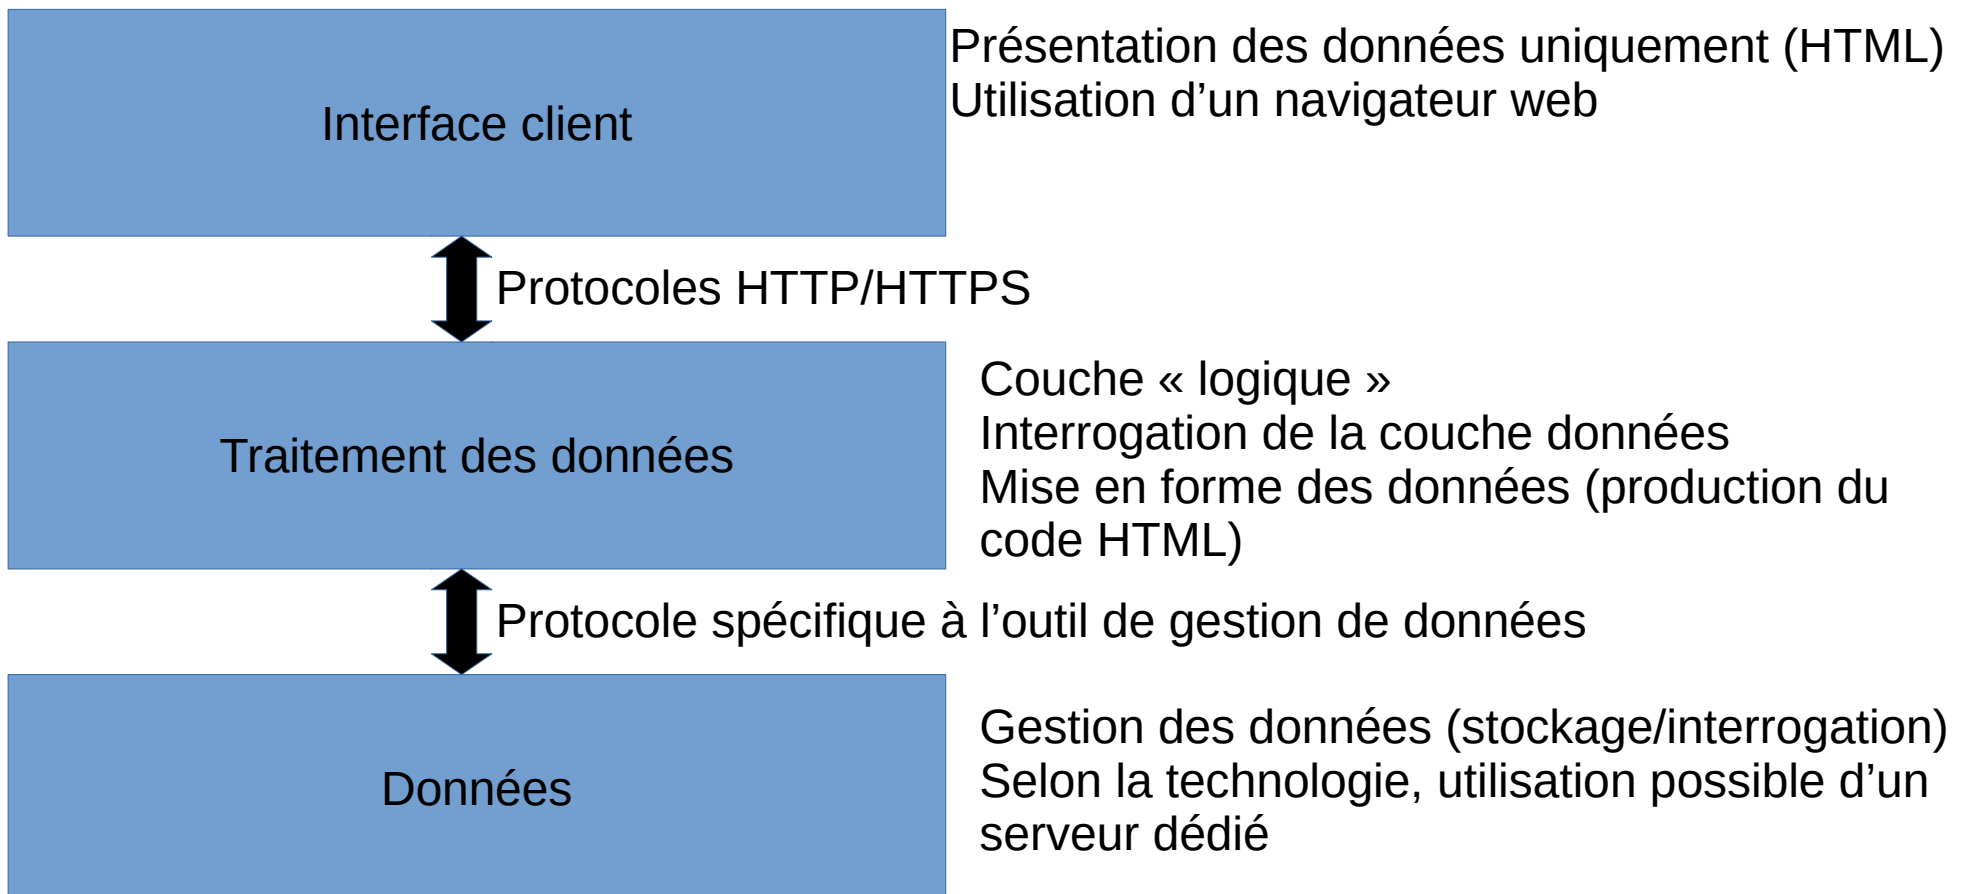 Interface client
Présentation des données uniquement (HTML)
Utilisation d’un navigateur web
Protocoles HTTP/HTTPS
Traitement des données
Couche « logique »
Interrogation de la couche données
Mise en forme des données (production du
code HTML)
Protocole spécifique à l’outil de gestion de données
Données
Gestion des données (stockage/interrogation)
Selon la technologie, utilisation possible d’un
serveur dédié